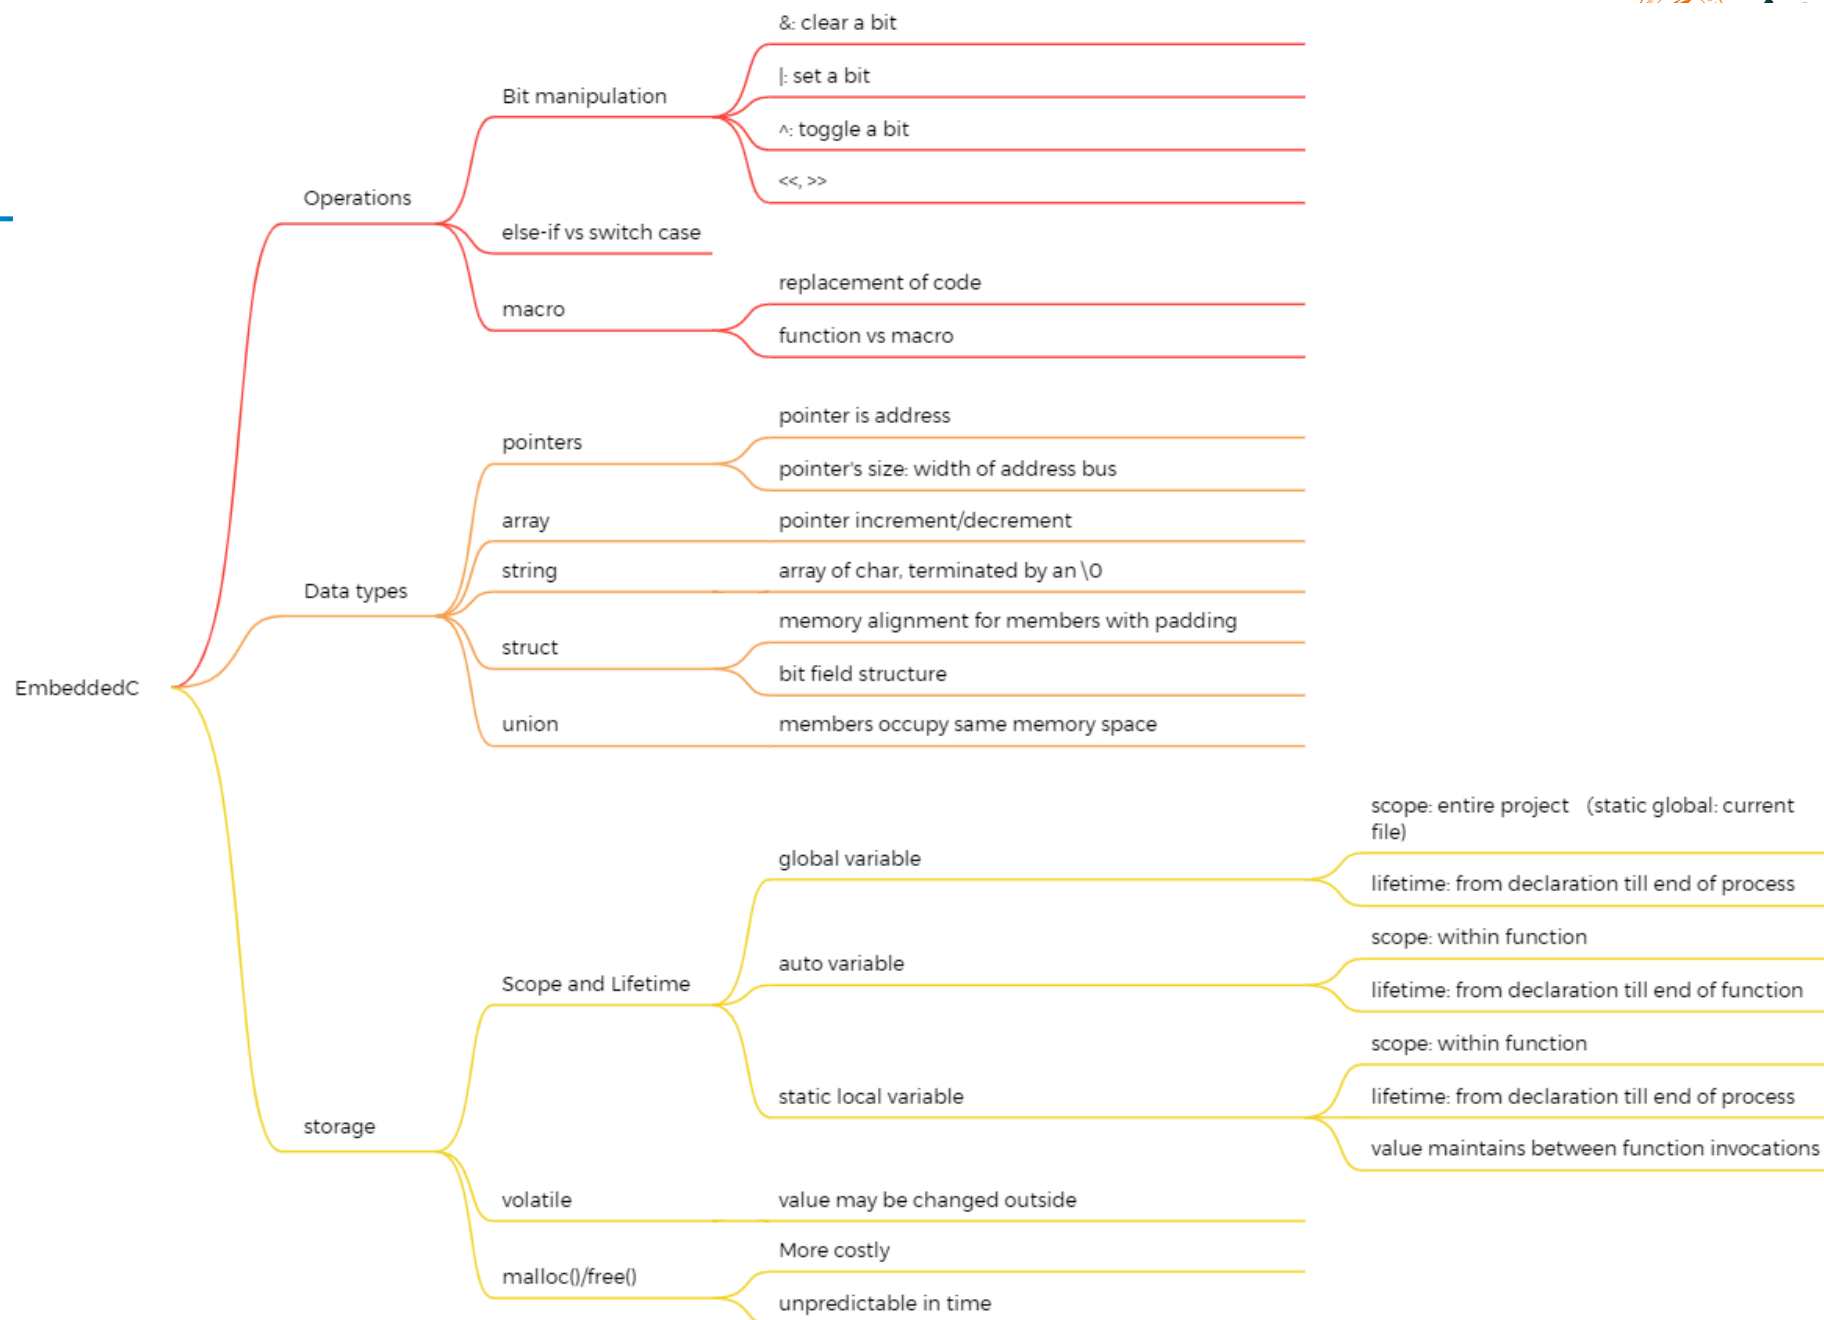 &: clear a bit
|: set a bit
Bit manipulation
^: toggle a bit
<<, >>
Operations
else-if vs switch case
replacement of code
macro
function vs macro
pointer is address
pointers
pointer's size: width of address bus
array
pointer increment/decrement
string
array of char, terminated by an \0
Data types
memory alignment for members with padding
struct
bit field structure
EmbeddedC
union
members occupy same memory space
scope: entire project (static global: current
file)
global variable
lifetime: from declaration till end of process
scope: within function
auto variable
Scope and Lifetime
lifetime: from declaration till end of function
scope: within function
static local variable
lifetime: from declaration till end of process
storage
value maintains between function invocations
volatile
value may be changed outside
More costly
malloc()/free()
unpredictable in time